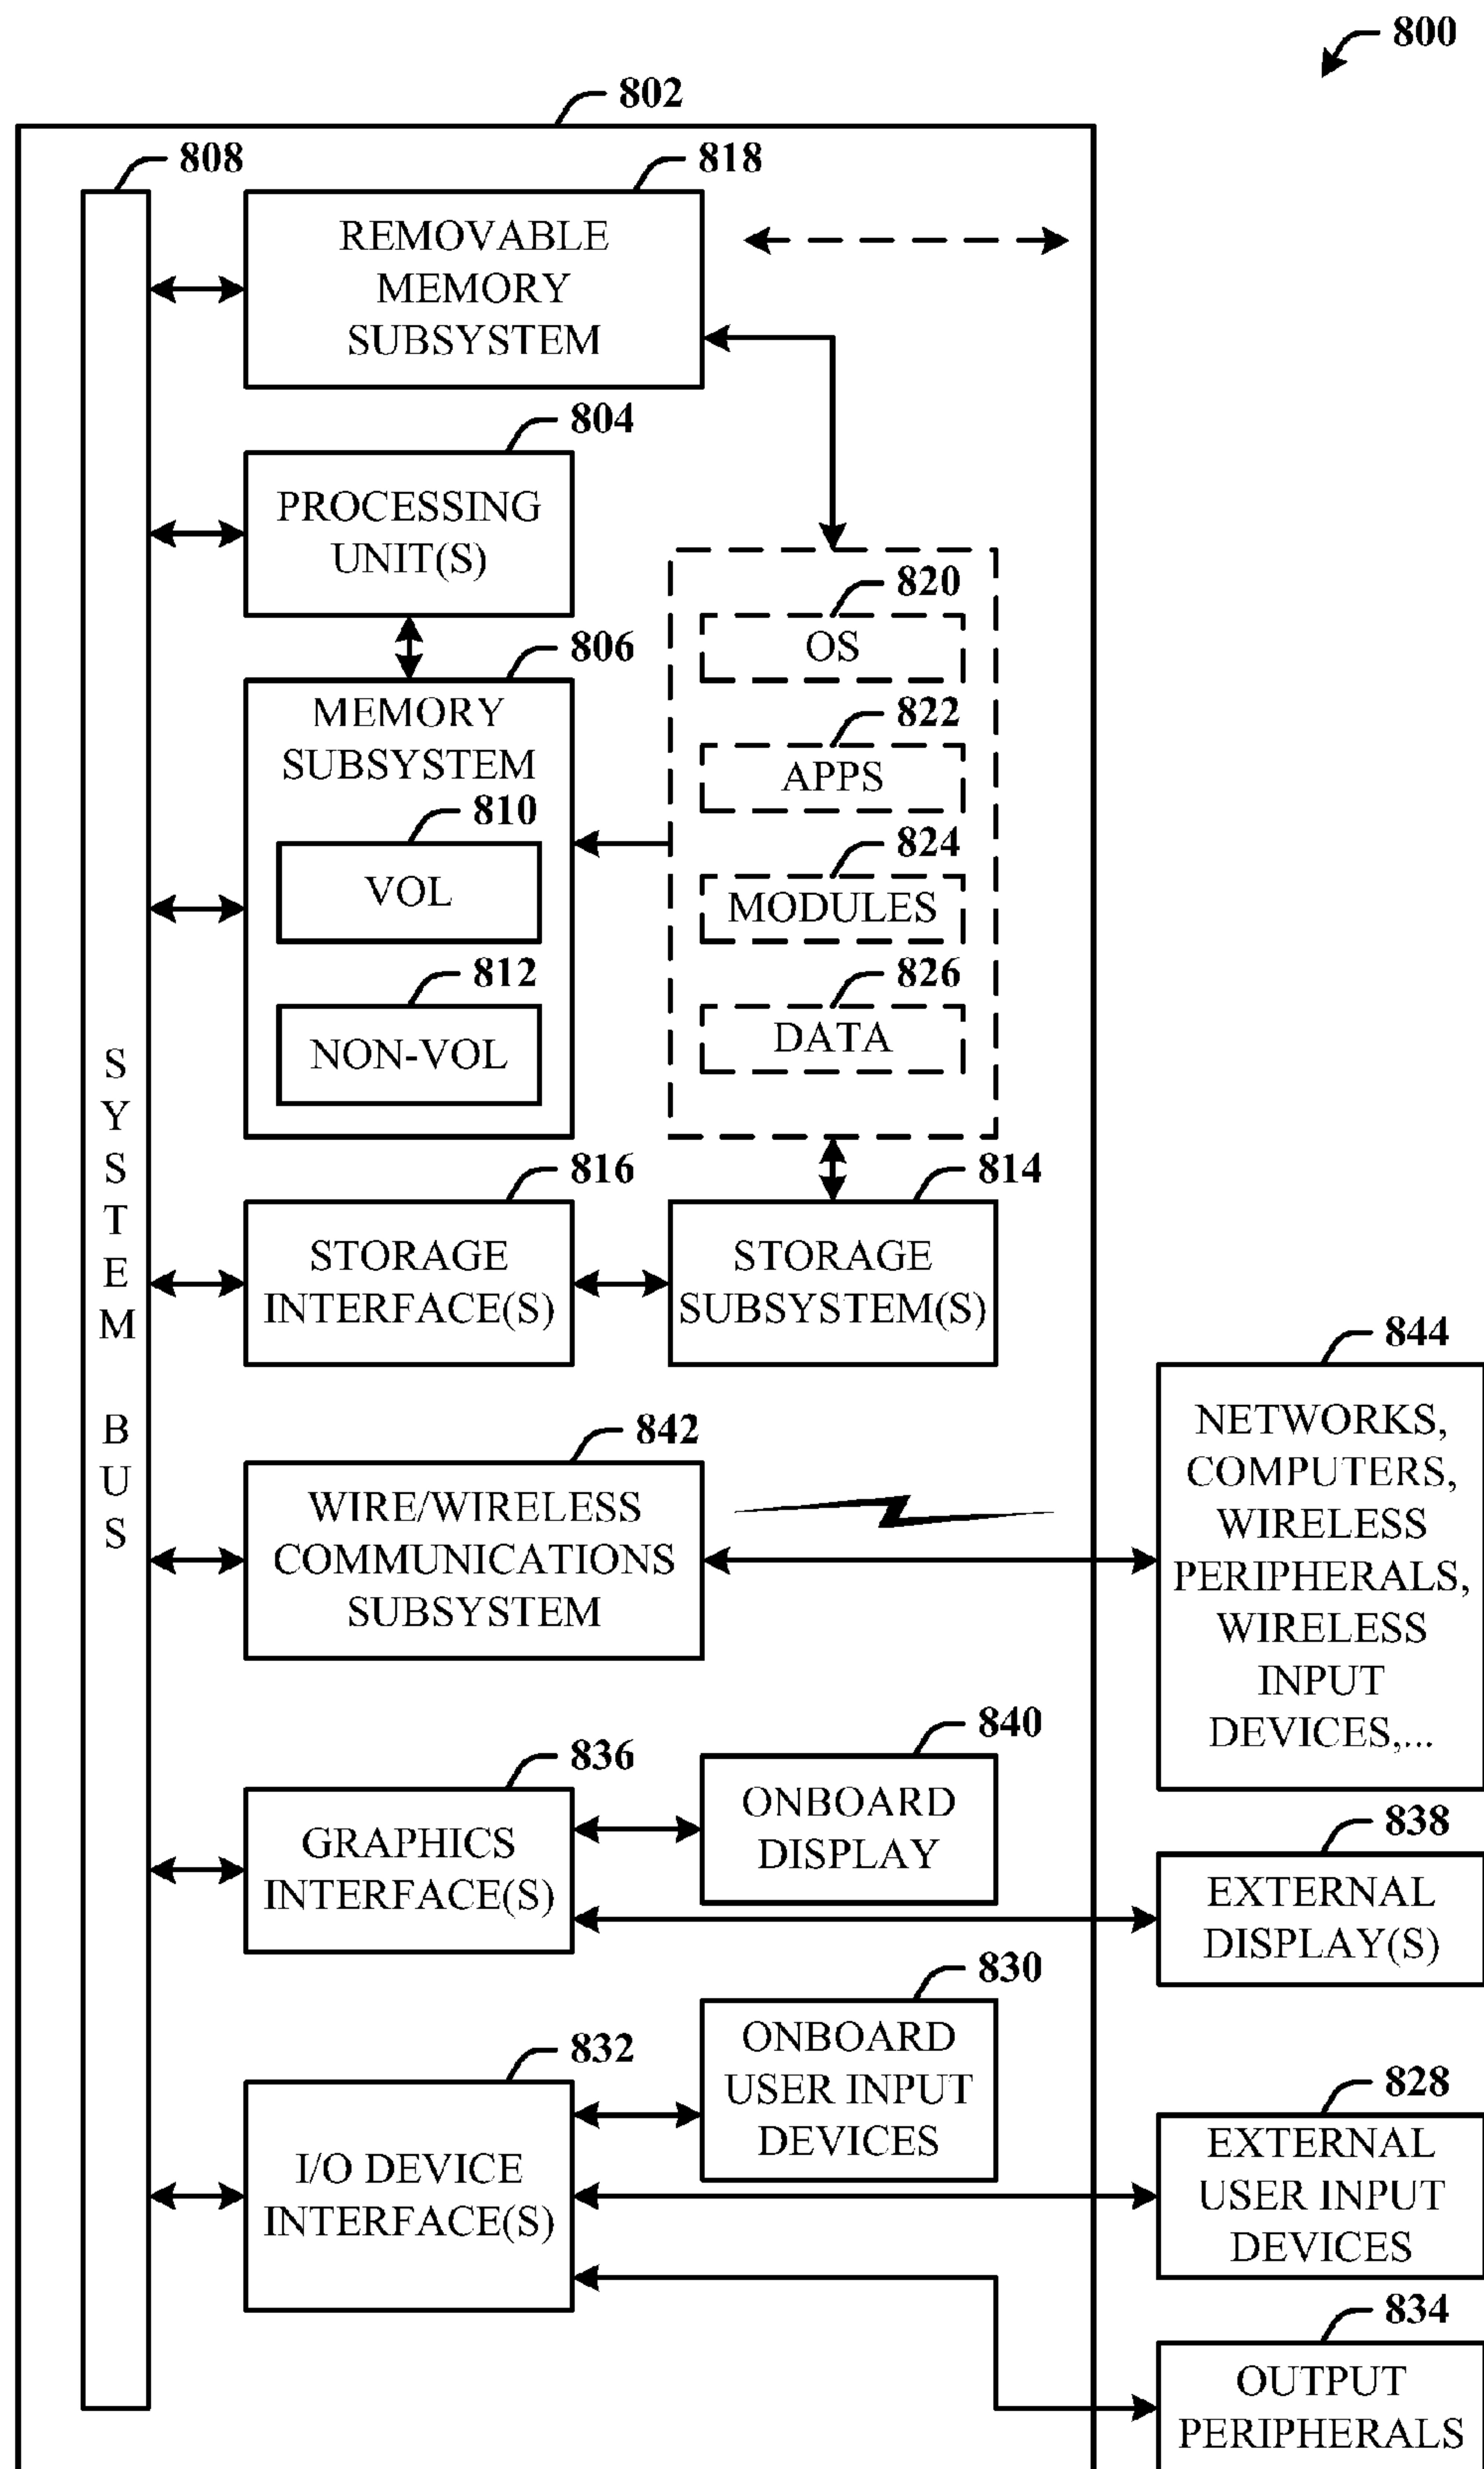 800
802
808
818
REMOVABLE
MEMORY
SUBSYSTEM
804
PROCESSING
UNIT(S)
806
MEMORY
SUBSYSTEM
810
VOL
812
NON-VOL
820
OS
822
APPS
824
MODULES
826
DATA
SYSTEM BUS
816
STORAGE
INTERFACE(S)
814
STORAGE
SUBSYSTEM(S)
842
WIRE/WIRELESS
COMMUNICATIONS
SUBSYSTEM
844
NETWORKS,
COMPUTERS,
WIRELESS
PERIPHERALS,
WIRELESS
INPUT
DEVICES,...
836
GRAPHICS
INTERFACE(S)
840
ONBOARD
DISPLAY
838
EXTERNAL
DISPLAY(S)
832
I/O DEVICE
INTERFACE(S)
830
ONBOARD
USER INPUT
DEVICES
828
EXTERNAL
USER INPUT
DEVICES
834
OUTPUT
PERIPHERALS